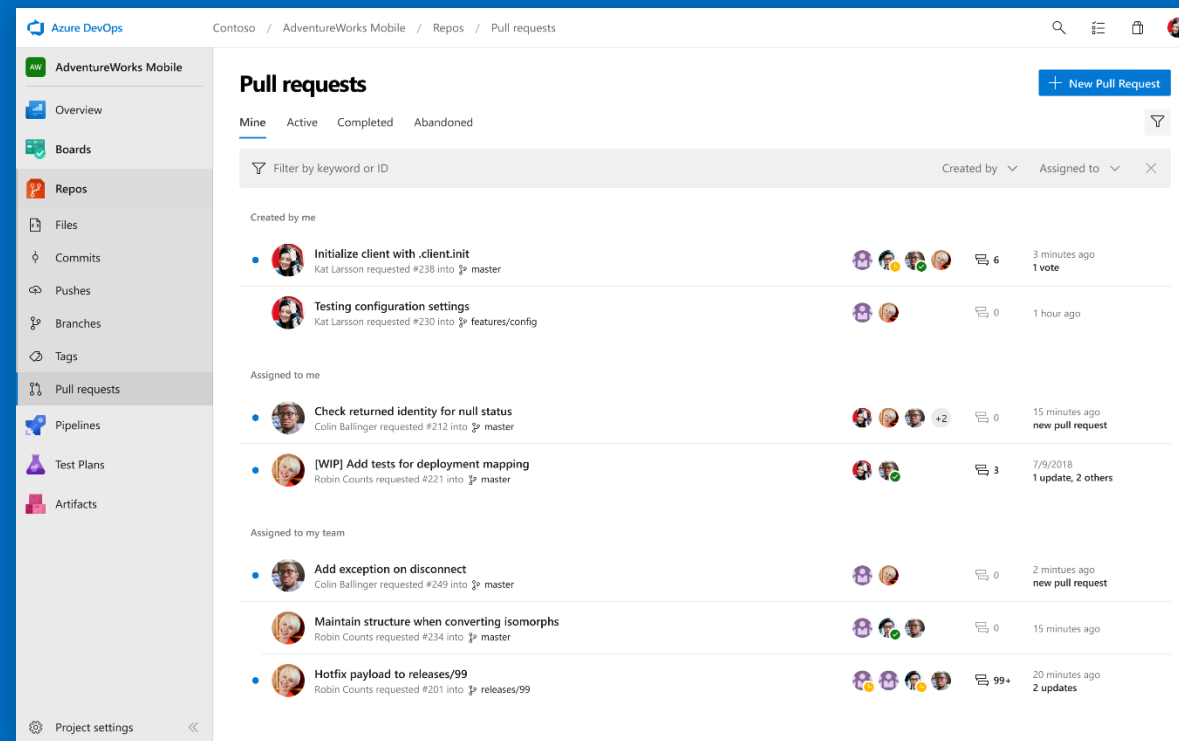 Azure DevOps
Contoso / AdventureWorks Mobile / Repos / Pull requests
AW AdventureWorks Mobile
Overview
Boards
Repos
Files
Commits
Pushes
Branches
Tags
Pull requests
Pipelines
Test Plans
Artifacts
Project settings
Pull requests
New Pull Request
Mine Active Completed Abandoned
Filter by keyword or ID Created by Assigned to
Created by me
Initialize client with .client.init
Kat Larsson requested #238 into master
6
3 minutes ago
1 vote
Testing configuration settings
Kat Larsson requested #230 into features/config
0
1 hour ago
Assigned to me
Check returned identity for null status
Colin Ballinger requested #212 into master
+2 0
15 minutes ago
new pull request
[WIP] Add tests for deployment mapping
Robin Counts requested #221 into master
3
7/9/2018
1 update, 2 others
Assigned to my team
Add exception on disconnect
Colin Ballinger requested #249 into master
0
2 mintues ago
new pull request
Maintain structure when converting isomorphs
Robin Counts requested #234 into master
0
15 minutes ago
Hotfix payload to releases/99
Robin Counts requested #201 into releases/99
99+
20 minutes ago
2 updates